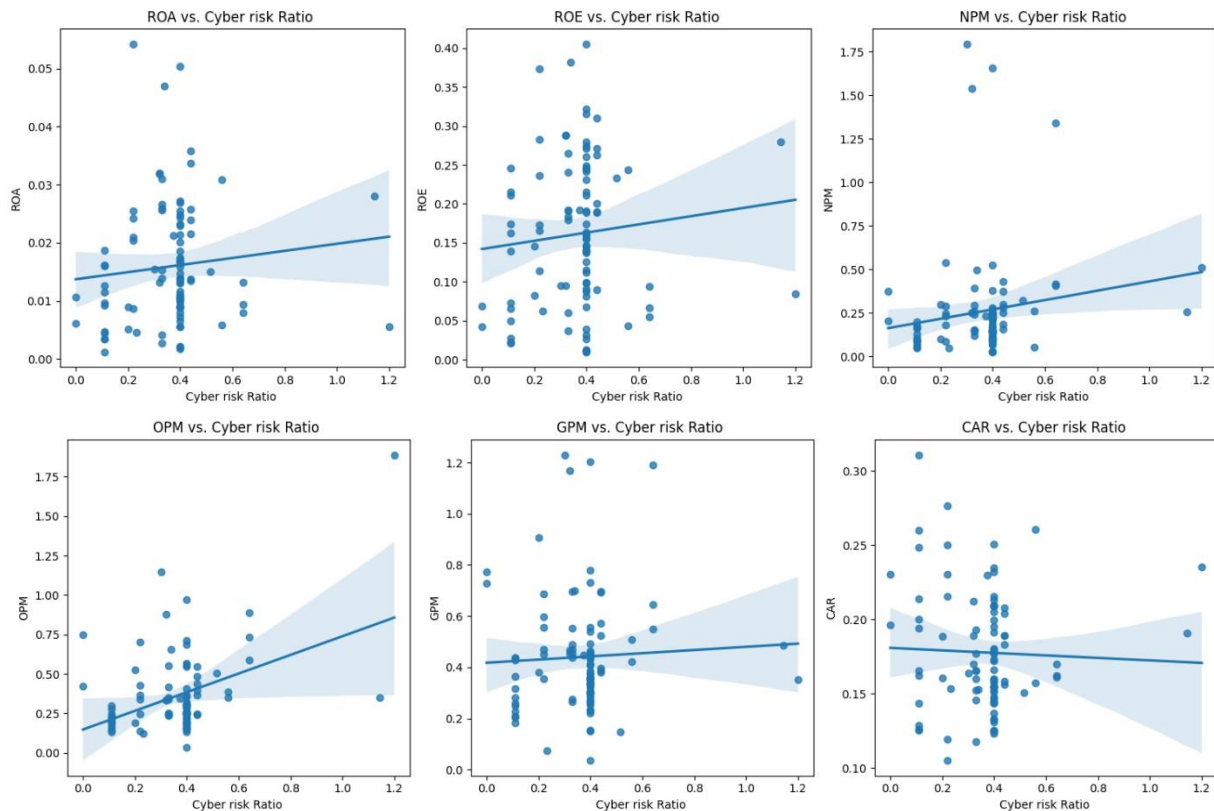 ROA vs. Cyber risk Ratio
ROA
0.05
0.04
0.03
0.02
0.01
0.00
0.0 0.2 0.4 0.6 0.8 1.0 1.2
Cyber risk Ratio
ROE vs. Cyber risk Ratio
ROE
0.40
0.35
0.30
0.25
0.20
0.15
0.10
0.05
0.00
0.0 0.2 0.4 0.6 0.8 1.0 1.2
Cyber risk Ratio
NPM vs. Cyber risk Ratio
NPM
1.75
1.50
1.25
1.00
0.75
0.50
0.25
0.00
0.0 0.2 0.4 0.6 0.8 1.0 1.2
Cyber risk Ratio
OPM vs. Cyber risk Ratio
OPM
1.75
1.50
1.25
1.00
0.75
0.50
0.25
0.00
0.0 0.2 0.4 0.6 0.8 1.0 1.2
Cyber risk Ratio
GPM vs. Cyber risk Ratio
GPM
1.2
1.0
0.8
0.6
0.4
0.2
0.0
0.0 0.2 0.4 0.6 0.8 1.0 1.2
Cyber risk Ratio
CAR vs. Cyber risk Ratio
CAR
0.30
0.25
0.20
0.15
0.10
0.0 0.2 0.4 0.6 0.8 1.0 1.2
Cyber risk Ratio